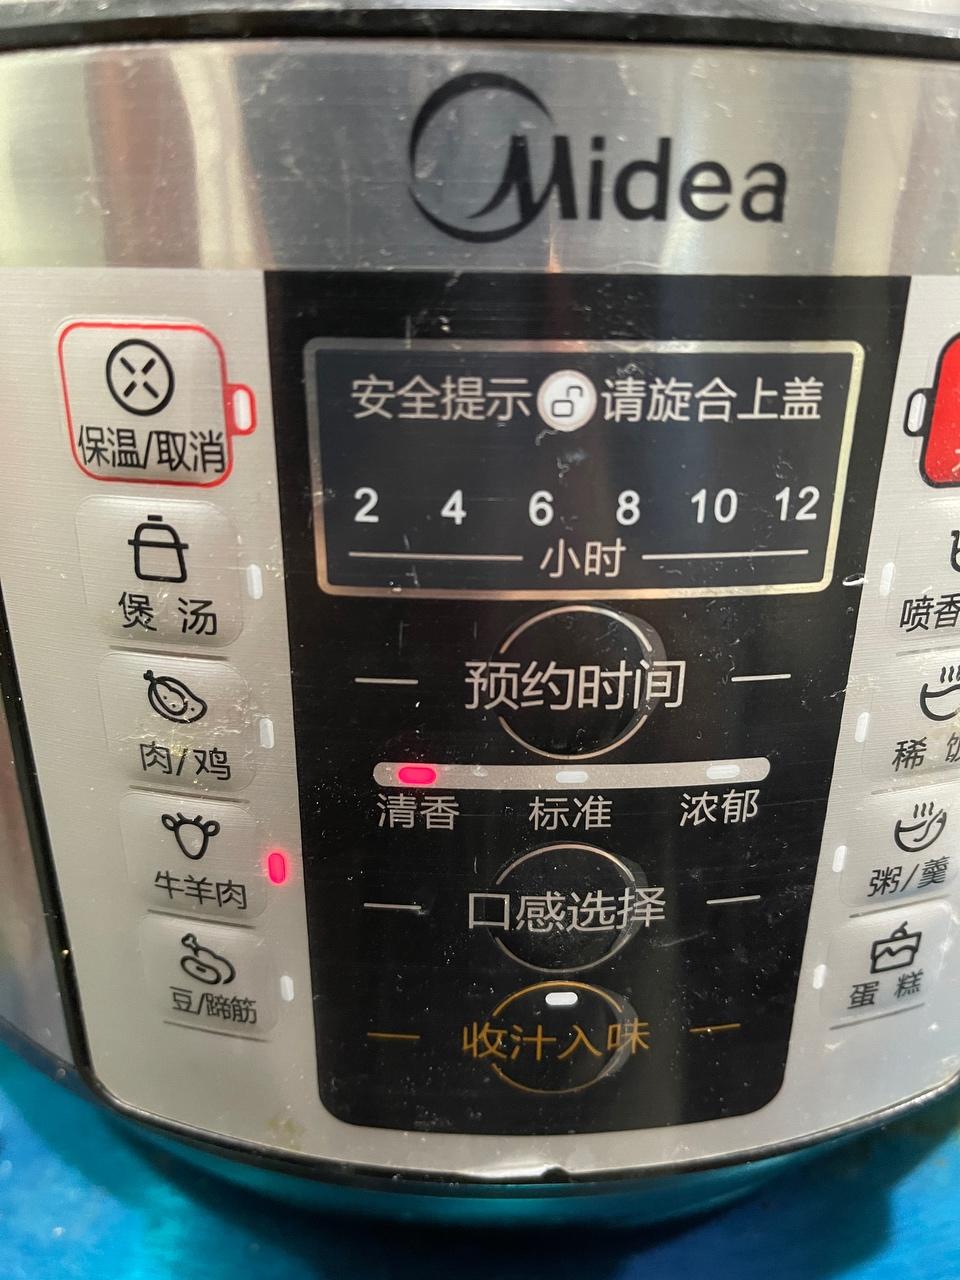 Midea
安全提示 请旋合上盖
2 4 6 8 10 12
小时
保温/取消
煲 汤
肉/鸡
牛羊肉
豆/蹄筋
预约时间
清香 标准 浓郁
口感选择
收汁入味
喷香
稀
粥/羹
蛋 糕